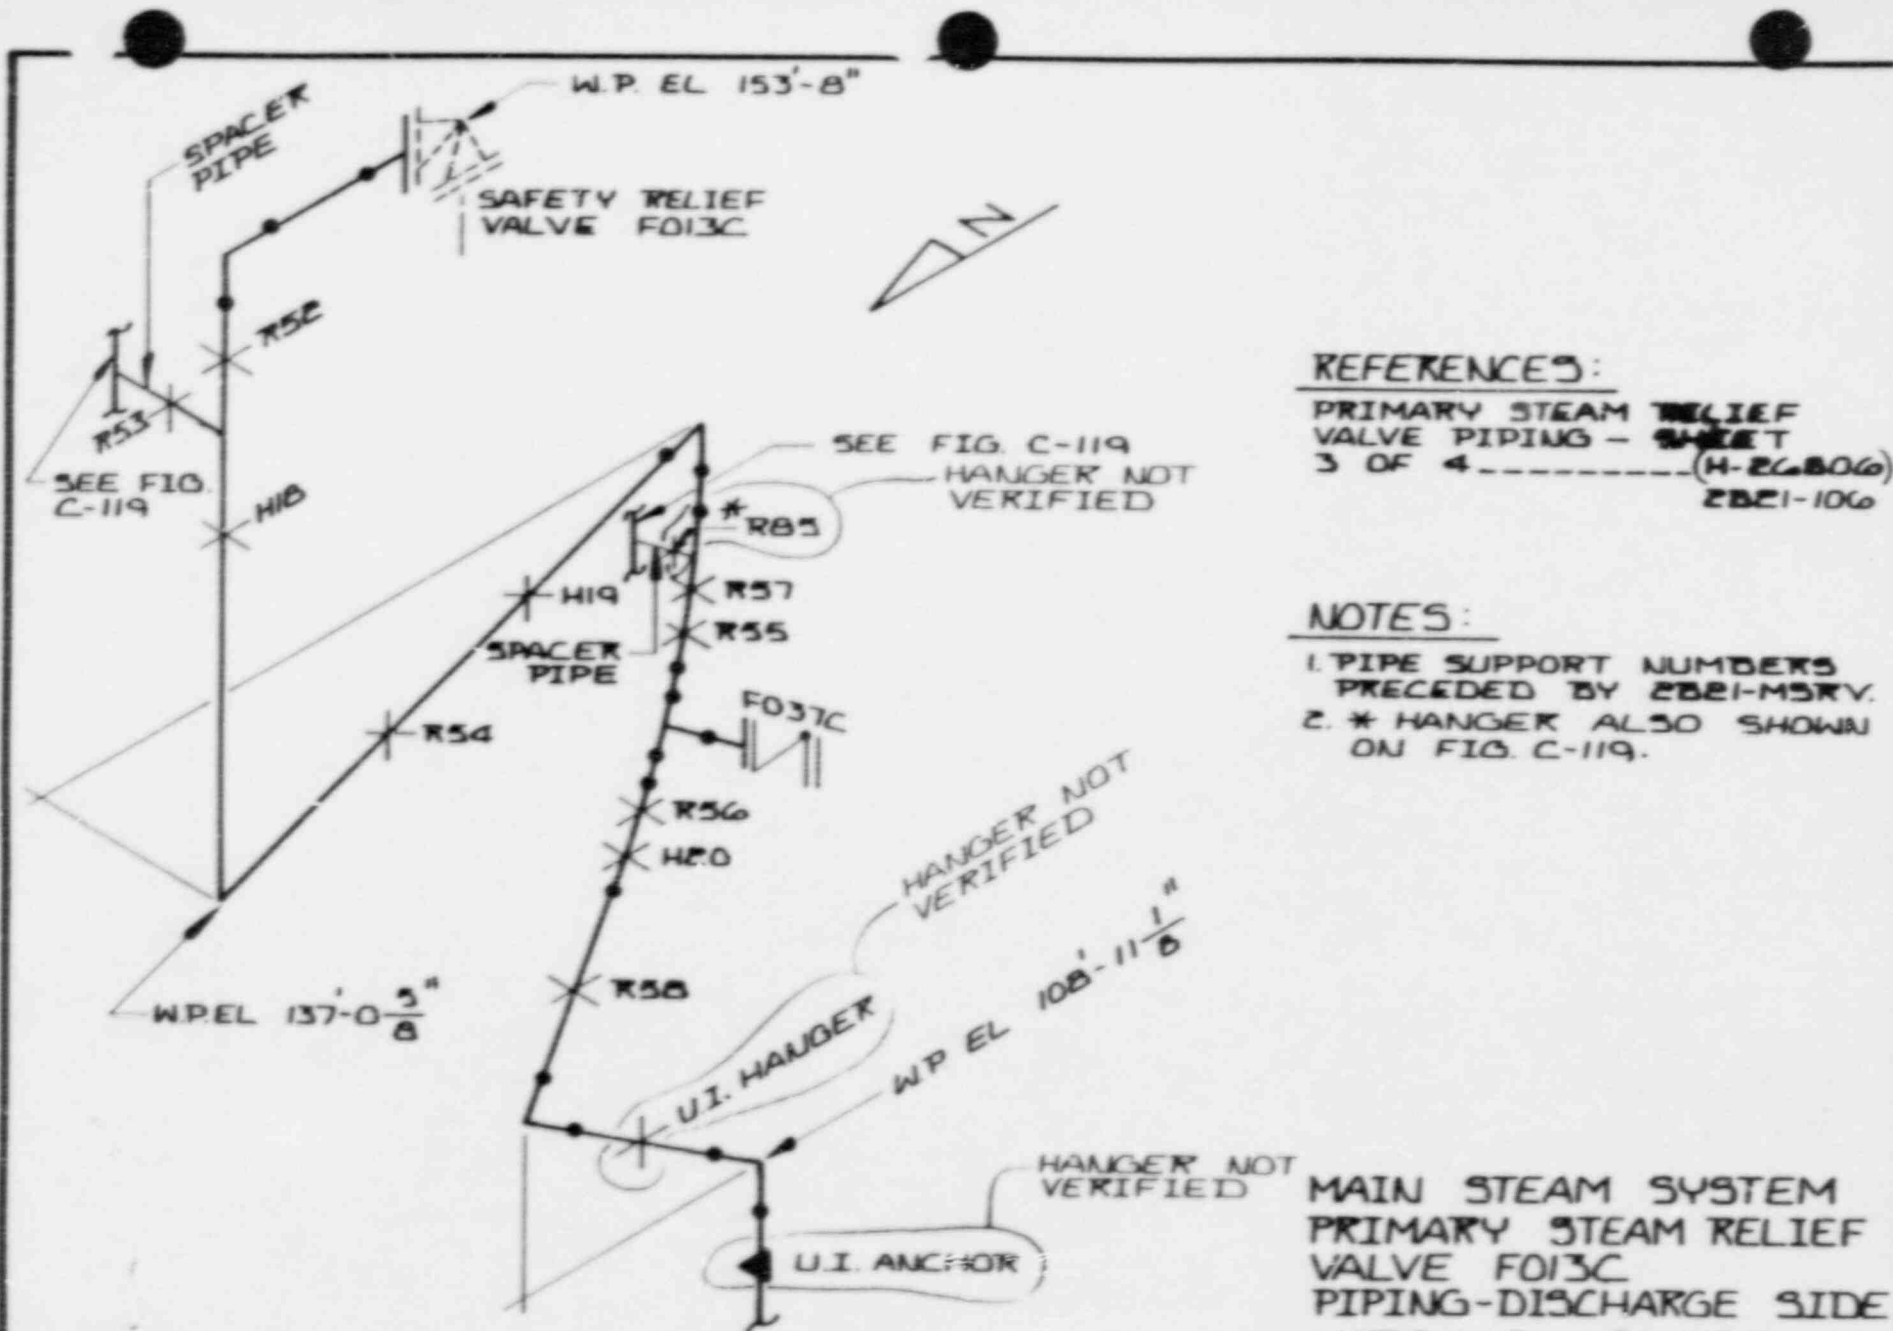 W.P. EL 153'-8"
SPACER
PIPE
SAFETY RELIEF
VALVE F013C
N
R52
R53
SEE FIG.
C-119
H18
REFERENCES:
PRIMARY STEAM RELIEF
VALVE PIPING - SHEET
3 OF 4----------(H-26806)
2B21-106
SEE FIG. C-119
HANGER NOT
VERIFIED
* R85
H19
R57
R55
SPACER
PIPE
NOTES:
1. PIPE SUPPORT NUMBERS
PRECEDED BY 2B21-MSRV.
2. * HANGER ALSO SHOWN
ON FIG. C-119.
R54
F037C
R56
H20
HANGER NOT
VERIFIED
R58
W.P.EL 137'-0 5/8"
U.I. HANGER
W.P EL 108'-11 1/8"
HANGER NOT
VERIFIED
U.I. ANCHOR
MAIN STEAM SYSTEM
PRIMARY STEAM RELIEF
VALVE F013C
PIPING-DISCHARGE SIDE